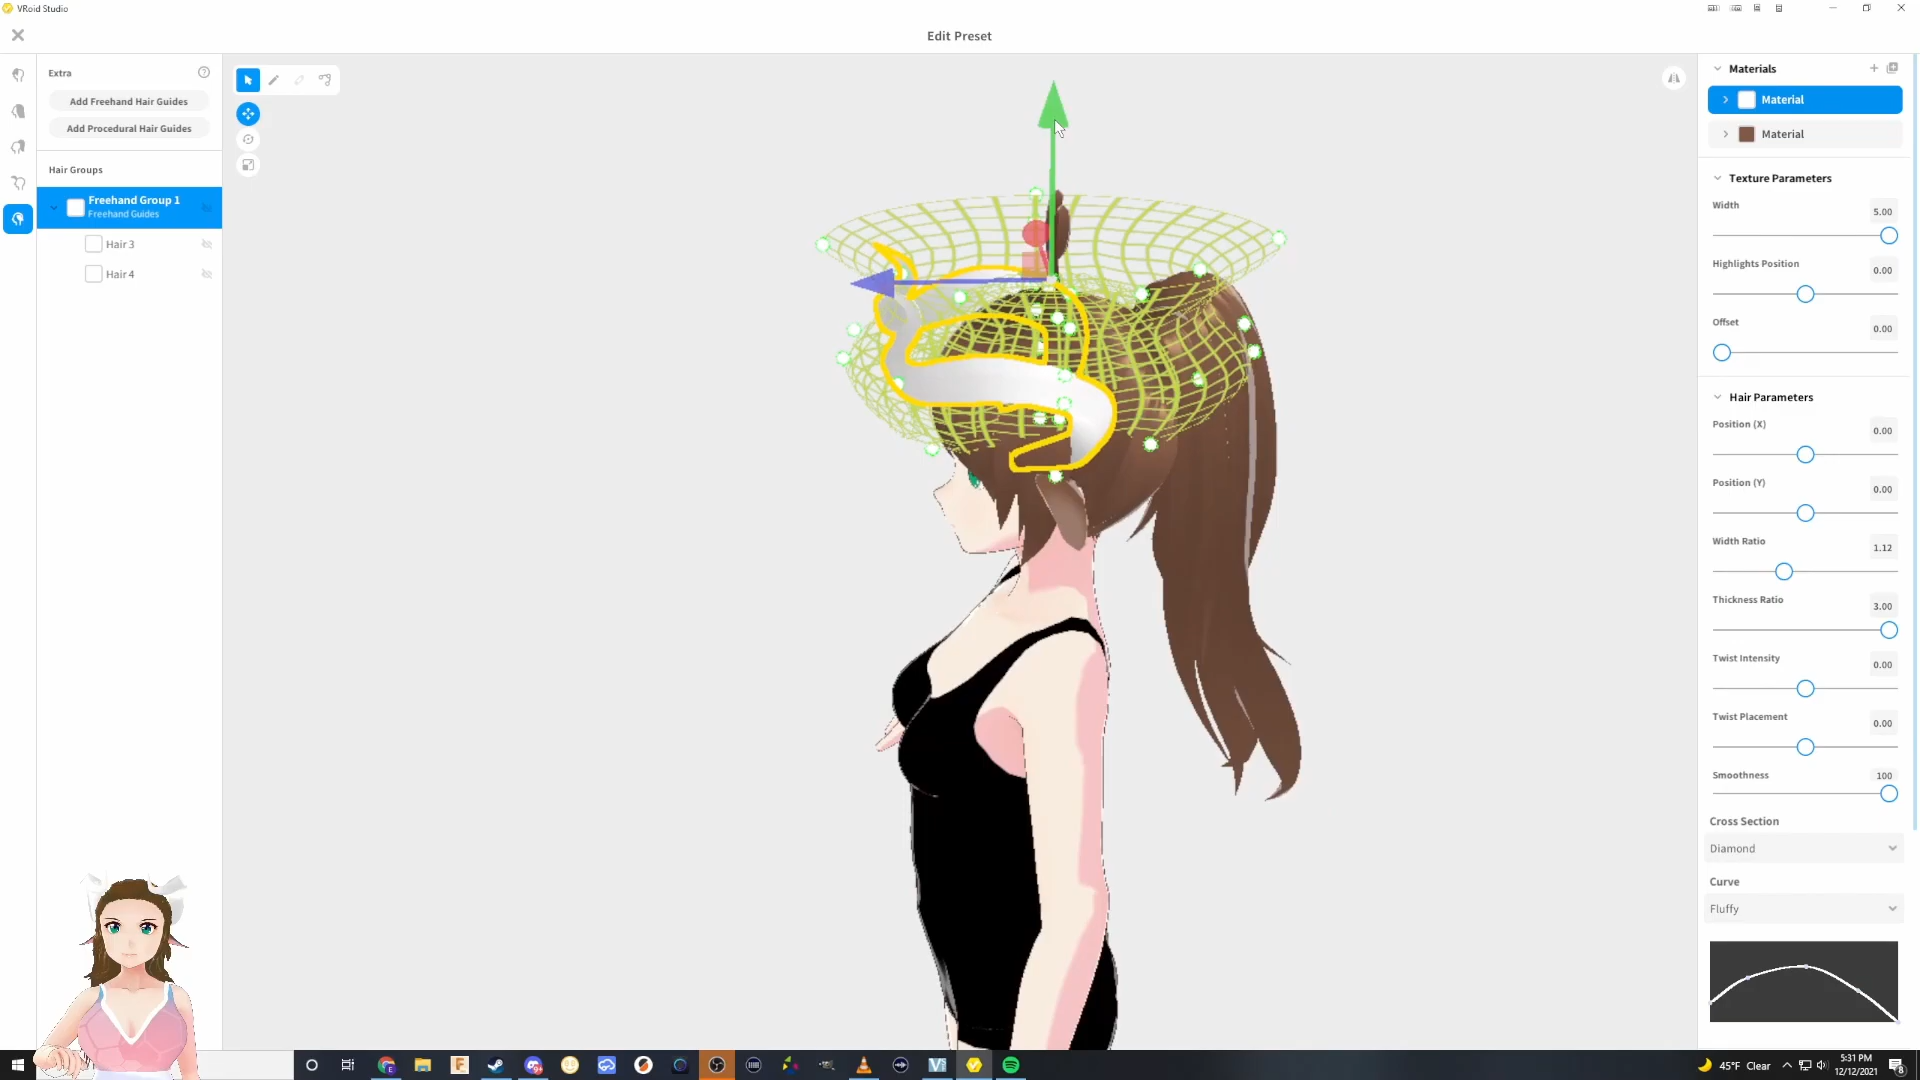 VRoid Studio
Edit Preset
Extra
Add Freehand Hair Guides
Add Procedural Hair Guides
Hair Groups
Freehand Group 1
Freehand Guides
Hair 3
Hair 4
Materials
Material
Material
Texture Parameters
Width
5.00
Highlights Position
0.00
Offset
0.00
Hair Parameters
Position (X)
0.00
Position (Y)
0.00
Width Ratio
1.12
Thickness Ratio
3.00
Twist Intensity
0.00
Twist Placement
0.00
Smoothness
100
Cross Section
Diamond
Curve
Fluffy
45°F Clear
5:31 PM
12/12/2021